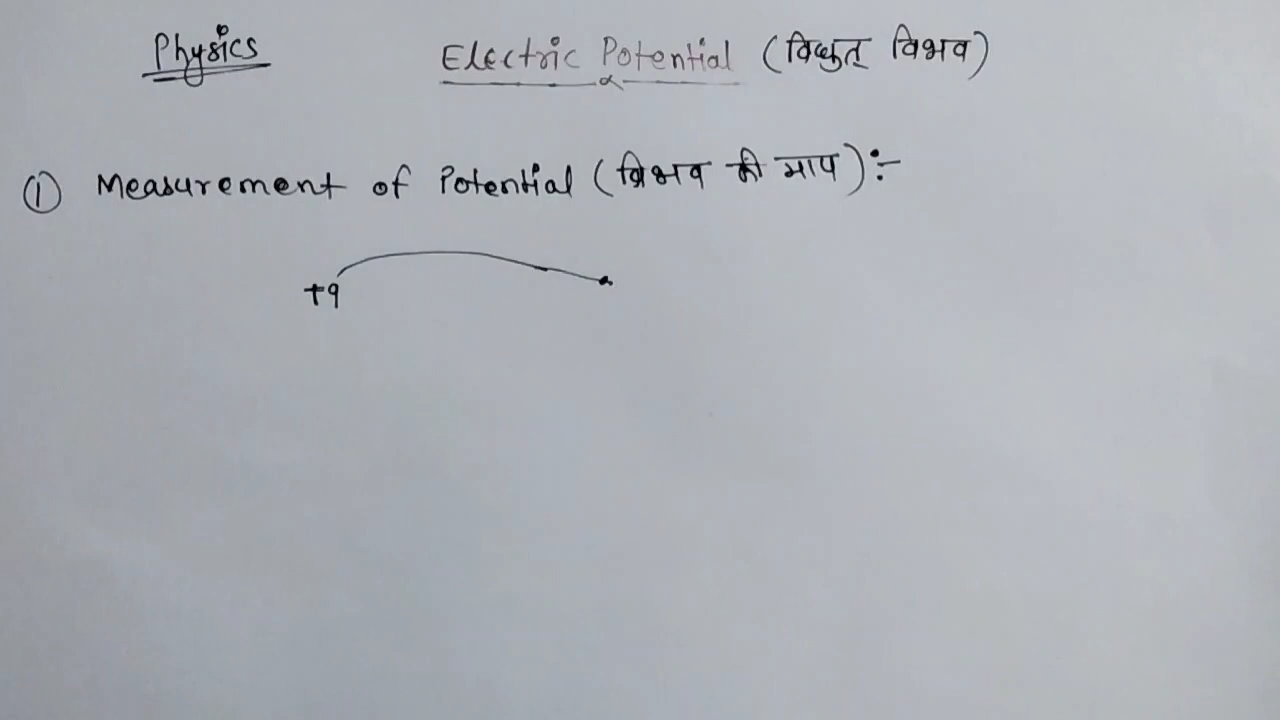 Physics
Electric Potential (विद्युत् विभव)
① Measurement of Potential (विभव की माप):-
+q